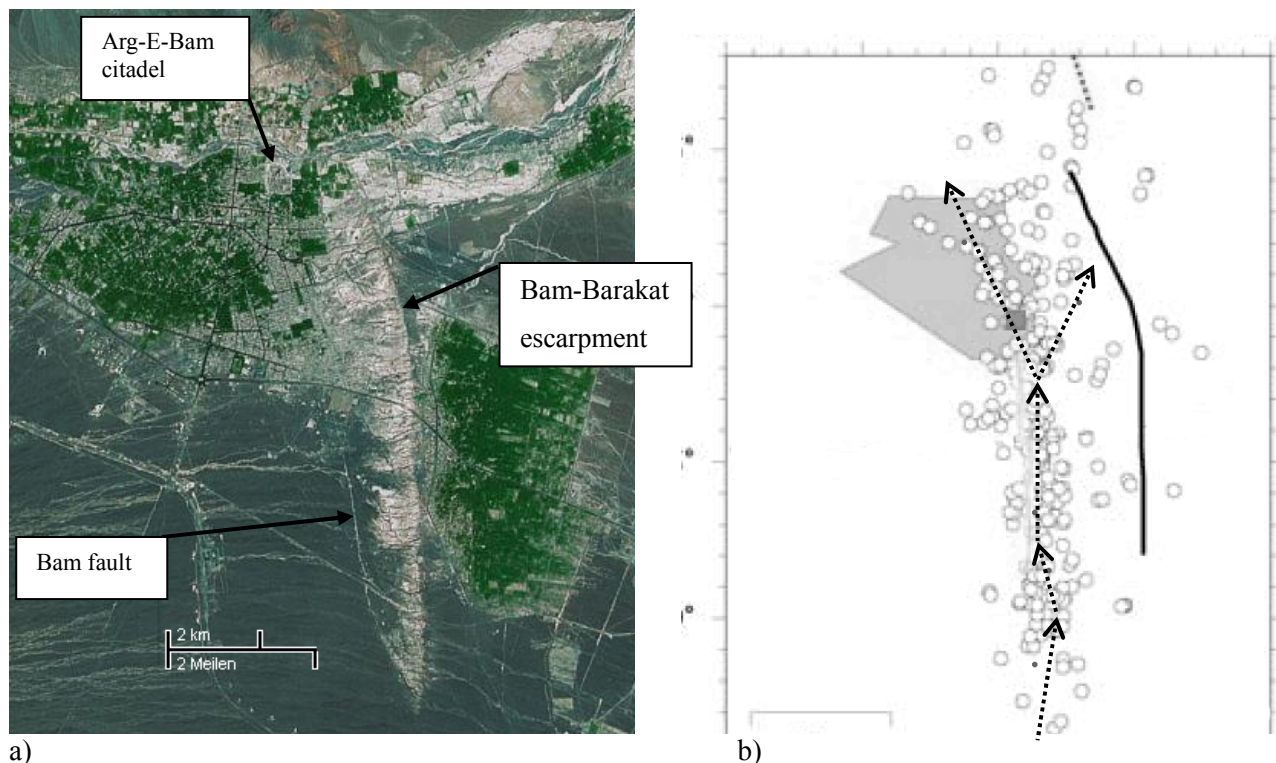 Arg-E-Bam
citadel
Bam-Barakat
escarpment
Bam fault
2 km
2 Meilen
a)
b)